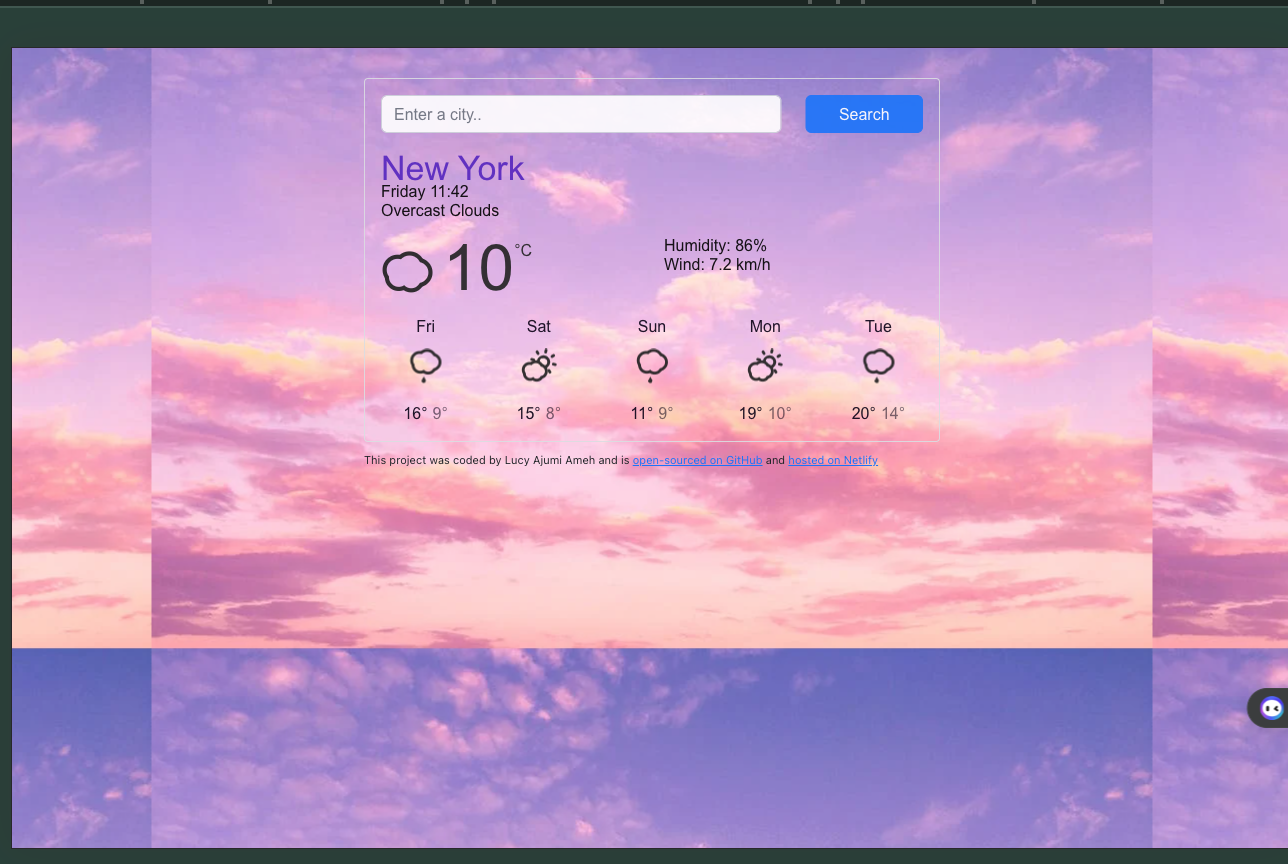 Enter a city..
Search
New York
Friday 11:42
Overcast Clouds
10 °C
Humidity: 86%
Wind: 7.2 km/h
Fri Sat Sun Mon Tue
16° 9° 15° 8° 11° 9° 19° 10° 20° 14°
This project was coded by Lucy Ajumi Ameh and is open-sourced on GitHub and hosted on Netlify